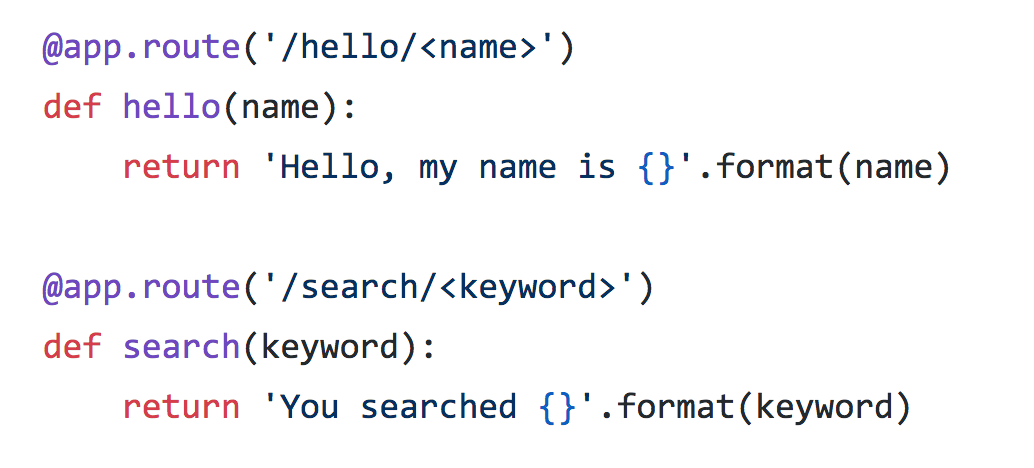 @app.route('/hello/<name>')
def hello(name):
    return 'Hello, my name is {}'.format(name)

@app.route('/search/<keyword>')
def search(keyword):
    return 'You searched {}'.format(keyword)